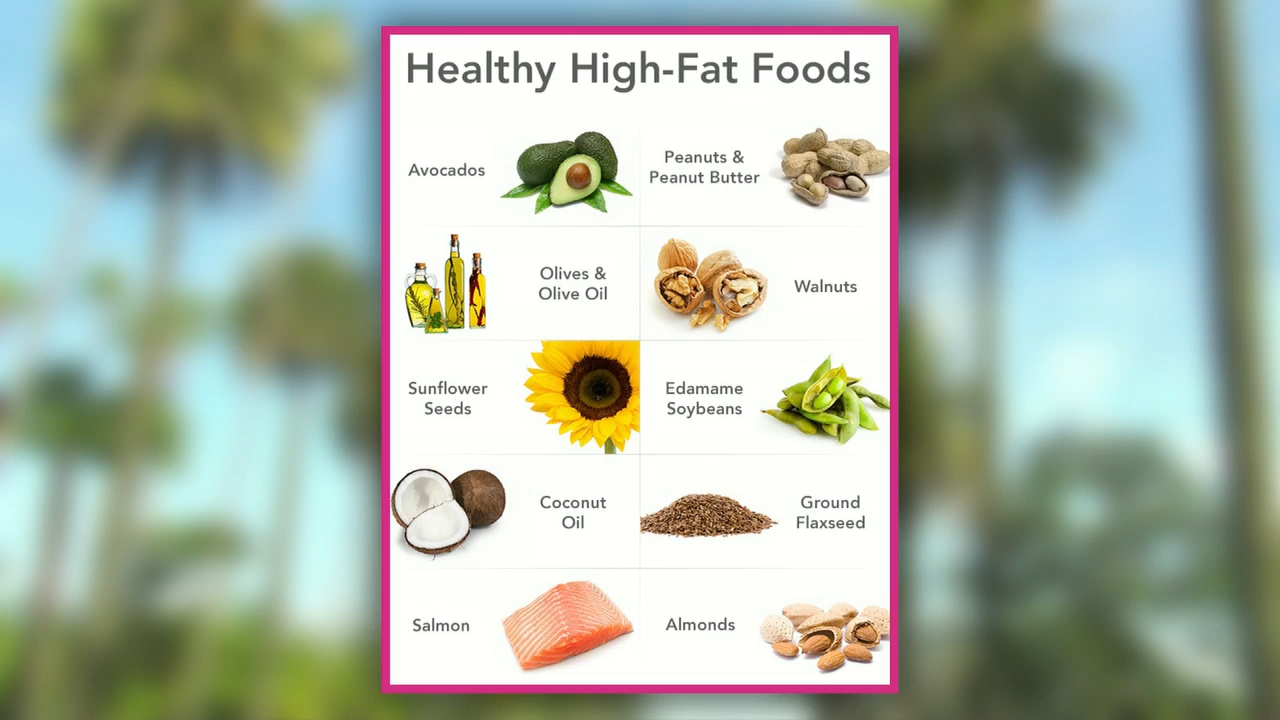 Healthy High-Fat Foods
Avocados
Peanuts &
Peanut Butter
Olives &
Olive Oil
Walnuts
Sunflower
Seeds
Edamame
Soybeans
Coconut
Oil
Ground
Flaxseed
Salmon
Almonds